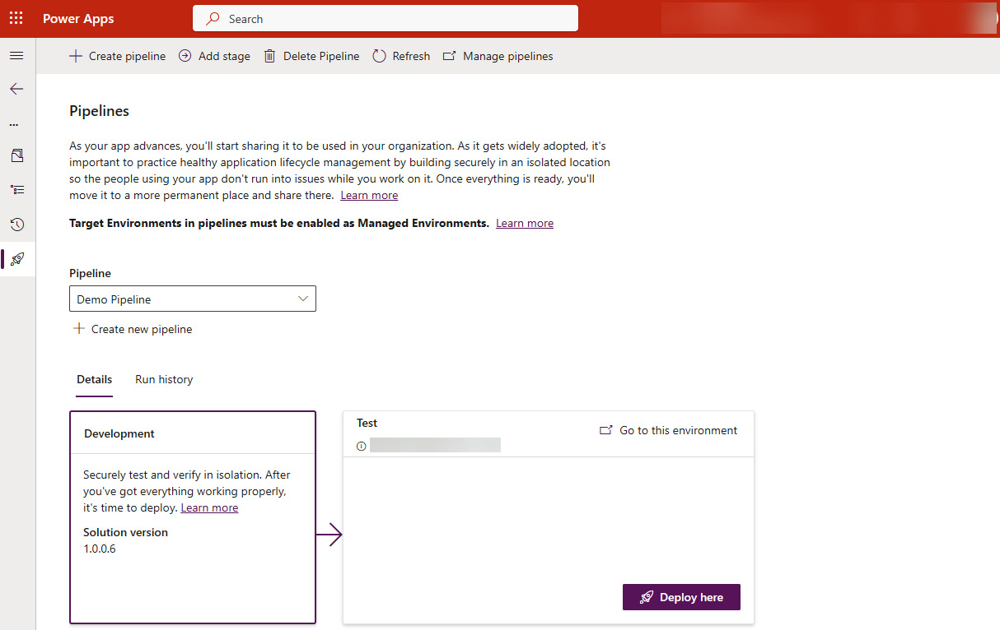 Power Apps
Search
Create pipeline
Add stage
Delete Pipeline
Refresh
Manage pipelines
Pipelines
As your app advances, you'll start sharing it to be used in your organization. As it gets widely adopted, it's
important to practice healthy application lifecycle management by building securely in an isolated location
so the people using your app don't run into issues while you work on it. Once everything is ready, you'll
move it to a more permanent place and share there. Learn more
Target Environments in pipelines must be enabled as Managed Environments. Learn more
Pipeline
Demo Pipeline
Create new pipeline
Details
Run history
Development
Securely test and verify in isolation. After
you've got everything working properly,
it's time to deploy. Learn more
Solution version
1.0.0.6
Test
Go to this environment
Deploy here